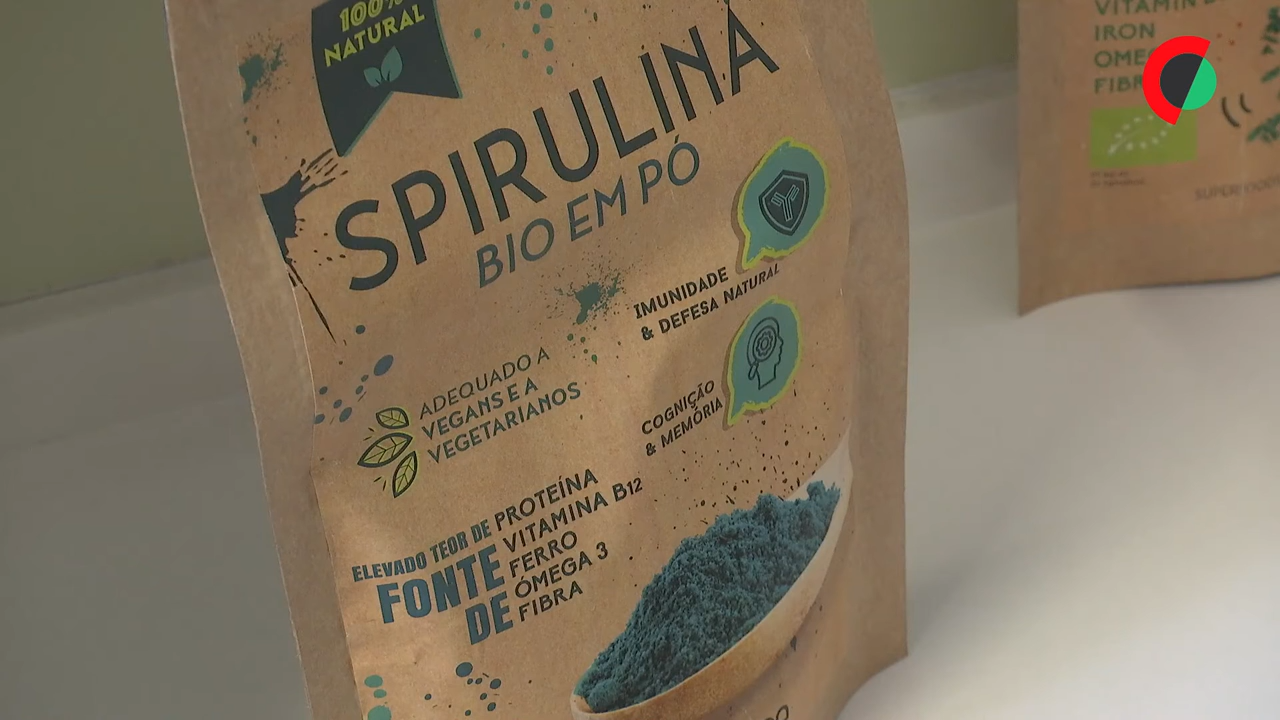 100%
NATURAL
SPIRULINA
BIO EM PÓ
IMUNIDADE
& DEFESA NATURAL
COGNIÇÃO
& MEMÓRIA
ADEQUADO A
VEGANS E A
VEGETARIANOS
ELEVADO TEOR DE PROTEÍNA
FONTE DE
VITAMINA B12
FERRO
ÓMEGA 3
FIBRA
VITAMIN
IRON